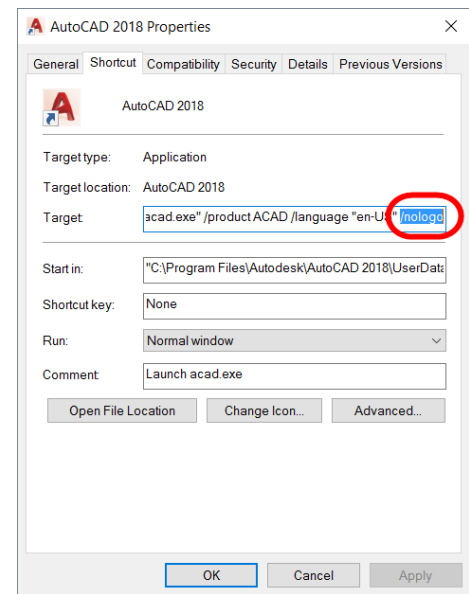 AutoCAD 2018 Properties
General Shortcut Compatibility Security Details Previous Versions
AutoCAD 2018
Target type: Application
Target location: AutoCAD 2018
Target: acad.exe" /product ACAD /language "en-US" /nologo
Start in: "C:\Program Files\Autodesk\AutoCAD 2018\UserData
Shortcut key: None
Run: Normal window
Comment: Launch acad.exe
Open File Location Change Icon... Advanced...
OK Cancel Apply